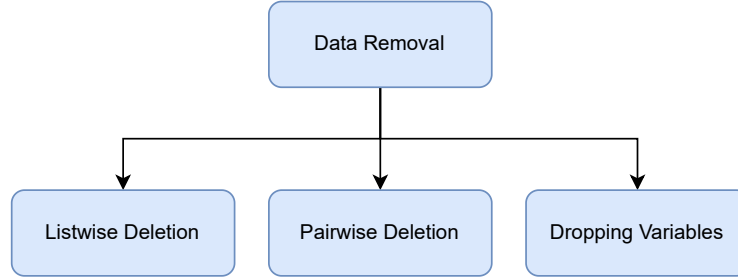 Data Removal
Listwise Deletion
Pairwise Deletion
Dropping Variables